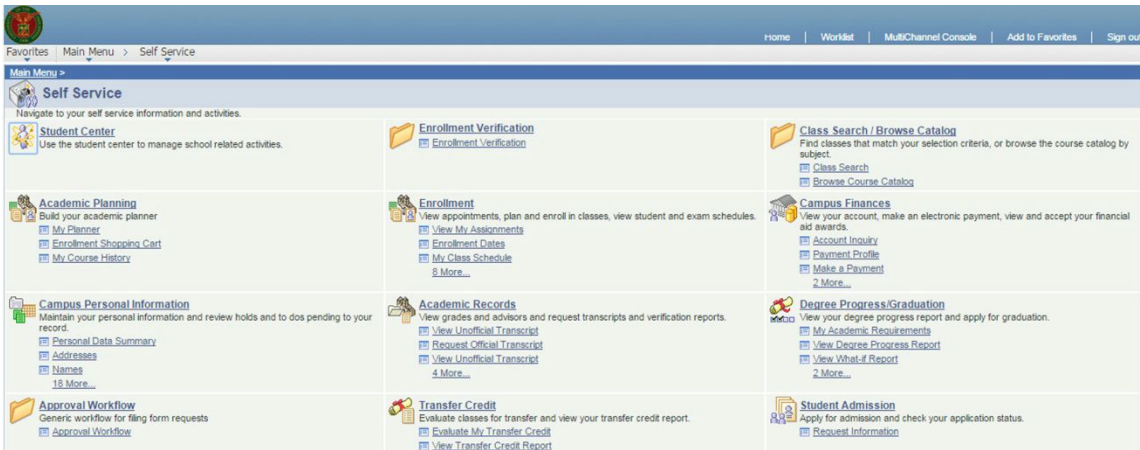 Home | Worklist | MultiChannel Console | Add to Favorites | Sign out
Favorites | Main Menu > Self Service
Main Menu >
Self Service
Navigate to your self service information and activities.
Student Center
Use the student center to manage school related activities.
Enrollment Verification
Enrollment Verification
Class Search / Browse Catalog
Find classes that match your selection criteria, or browse the course catalog by
subject.
Class Search
Browse Course Catalog
Academic Planning
Build your academic planner
My Planner
Enrollment Shopping Cart
My Course History
Enrollment
View appointments, plan and enroll in classes, view student and exam schedules.
View My Assignments
Enrollment Dates
My Class Schedule
8 More...
Campus Finances
View your account, make an electronic payment, view and accept your financial
aid awards.
Account Inquiry
Payment Profile
Make a Payment
2 More...
Campus Personal Information
Maintain your personal information and review holds and to dos pending to your
record.
Personal Data Summary
Addresses
Names
18 More...
Academic Records
View grades and advisors and request transcripts and verification reports.
View Unofficial Transcript
Request Official Transcript
View Unofficial Transcript
4 More...
Degree Progress/Graduation
View your degree progress report and apply for graduation.
My Academic Requirements
View Degree Progress Report
View What-if Report
2 More...
Approval Workflow
Generic workflow for filing form requests
Approval Workflow
Transfer Credit
Evaluate classes for transfer and view your transfer credit report.
Evaluate My Transfer Credit
View Transfer Credit Report
Student Admission
Apply for admission and check your application status.
Request Information